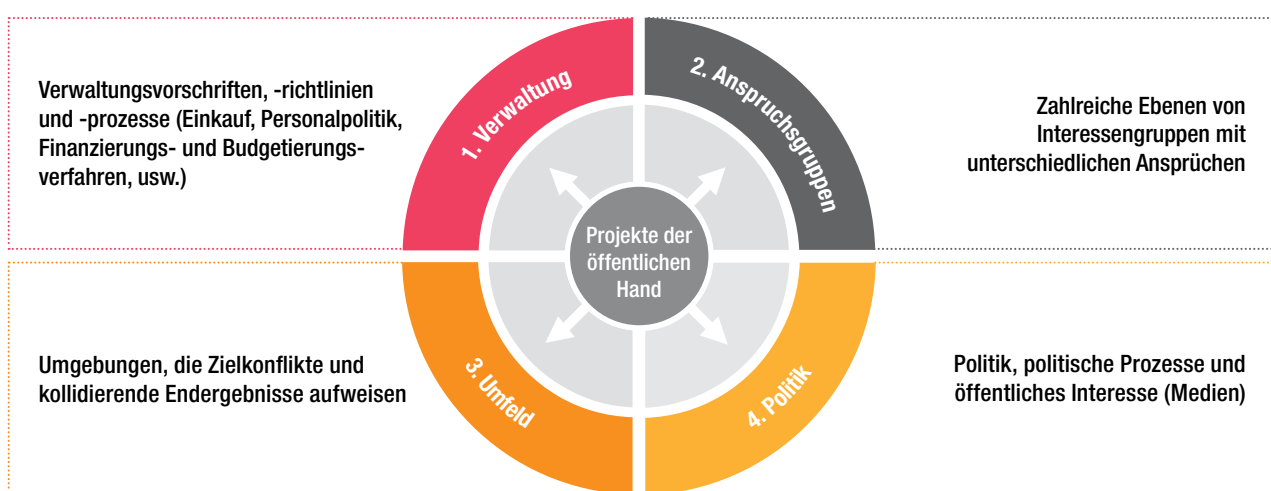 Verwaltungsvorschriften, -richtlinien
und -prozesse (Einkauf, Personalpolitik,
Finanzierungs- und Budgetierungs-
verfahren, usw.)
1. Verwaltung
2. Anspruchsgruppen
Zahlreiche Ebenen von
Interessengruppen mit
unterschiedlichen Ansprüchen
Projekte der
öffentlichen
Hand
Umgebungen, die Zielkonflikte und
kollidierende Endergebnisse aufweisen
3. Umfeld
4. Politik
Politik, politische Prozesse und
öffentliches Interesse (Medien)